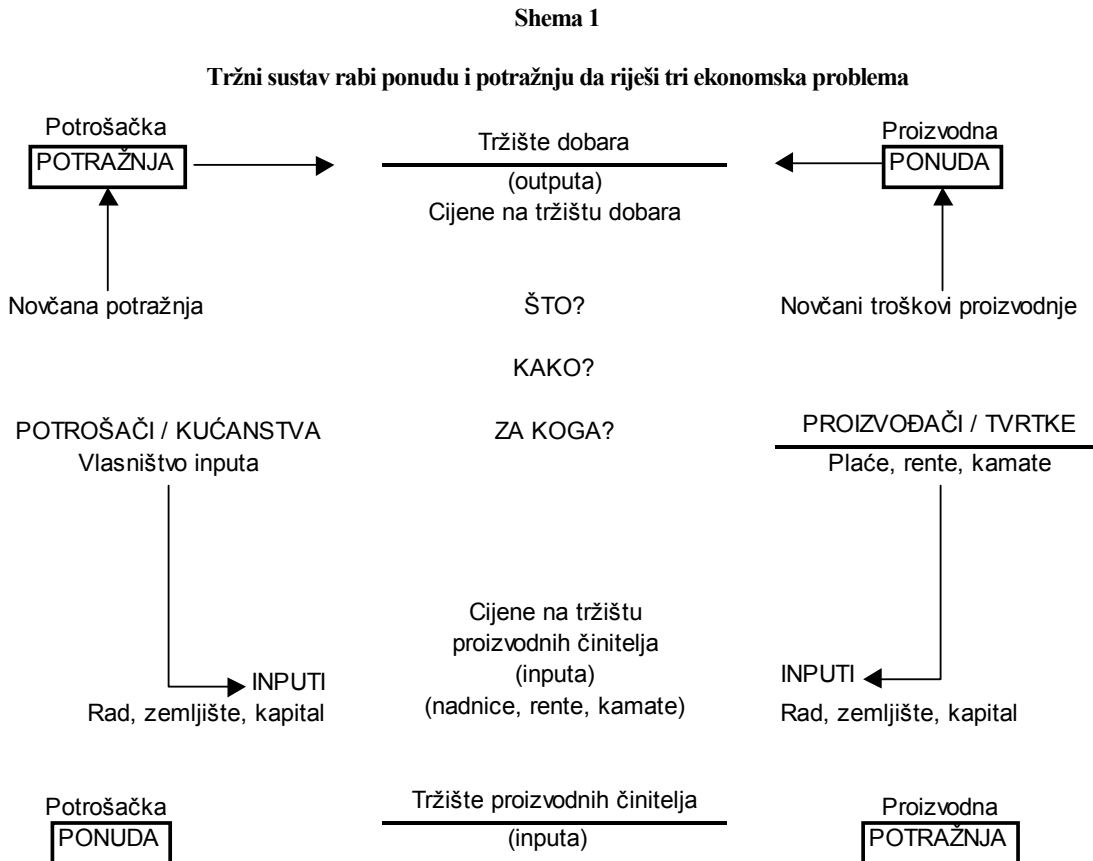 Shema 1
Tržni sustav rabi ponudu i potražnju da riješi tri ekonomska problema
Potrošačka
POTRAŽNJA
Tržište dobara
(outputa)
Cijene na tržištu dobara
Proizvodna
PONUDA
Novčana potražnja
ŠTO?
Novčani troškovi proizvodnje
KAKO?
POTROŠAČI / KUĆANSTVA
Vlasništvo inputa
ZA KOGA?
PROIZVOĐAČI / TVRTKE
Plaće, rente, kamate
INPUTI
Rad, zemljište, kapital
Cijene na tržištu
proizvodnih činitelja
(inputa)
(nadnice, rente, kamate)
INPUTI
Rad, zemljište, kapital
Potrošačka
PONUDA
Tržište proizvodnih činitelja
(inputa)
Proizvodna
POTRAŽNJA